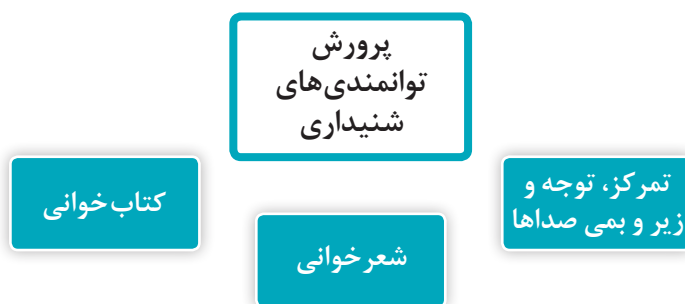 پرورش
توانمندی‌های
شنیداری
تمرکز، توجه و
زیر و بمی صداها
شعرخوانی
کتاب‌خوانی